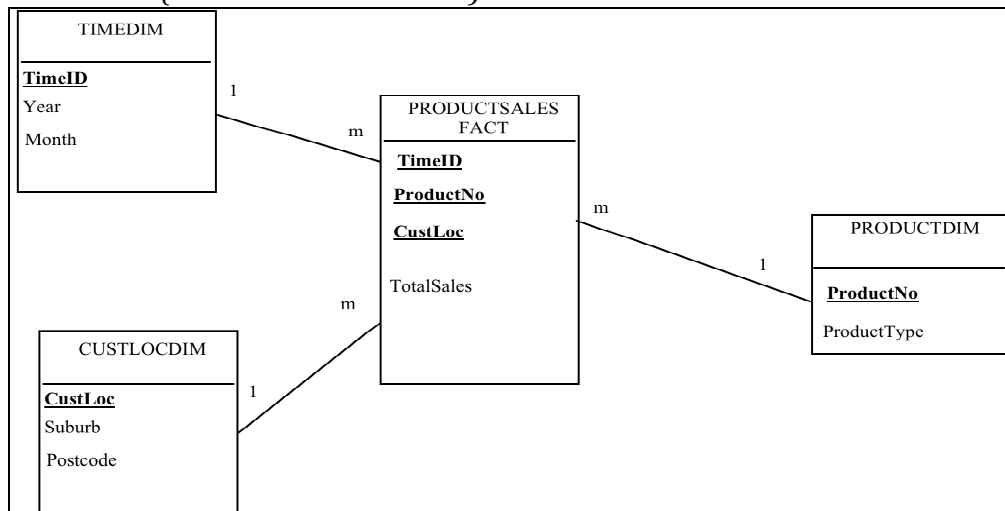 TIMEDIM
TimeID
Year
Month
1
m
PRODUCTSALES
FACT
TimeID
ProductNo
CustLoc
TotalSales
m
1
PRODUCTDIM
ProductNo
ProductType
m
1
CUSTLOCDIM
CustLoc
Suburb
Postcode